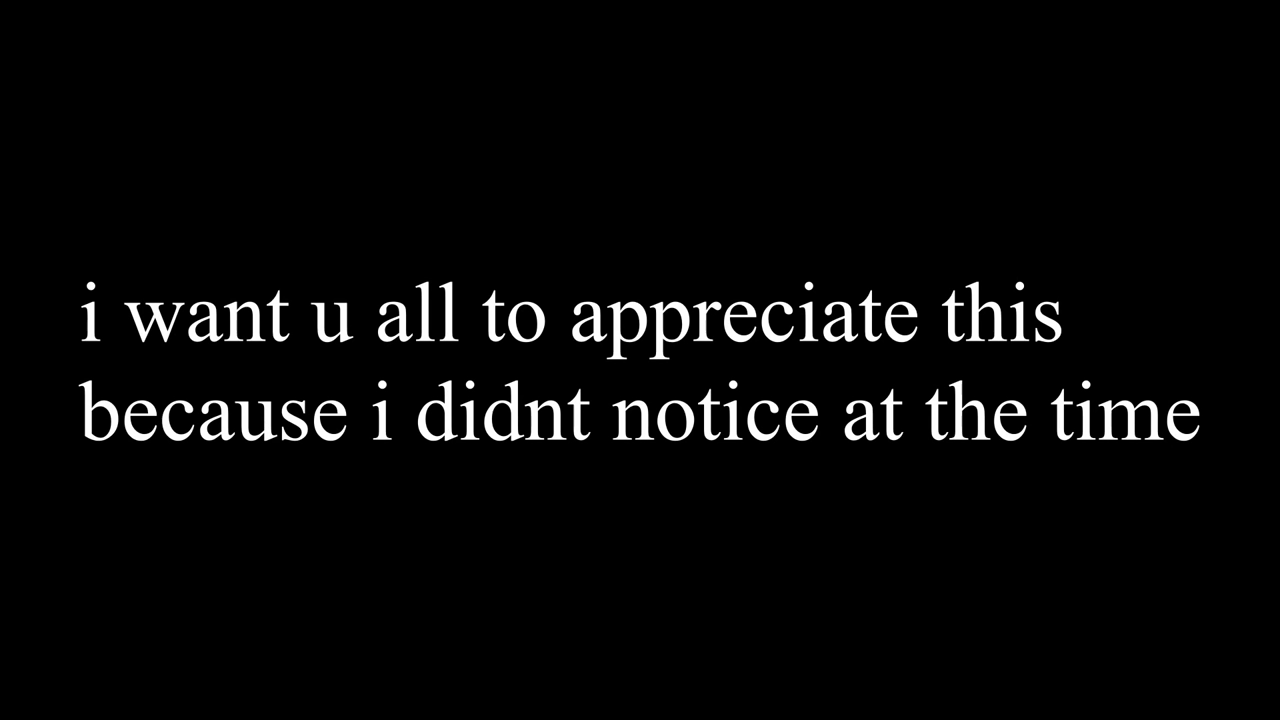 i want u all to appreciate this
because i didnt notice at the time